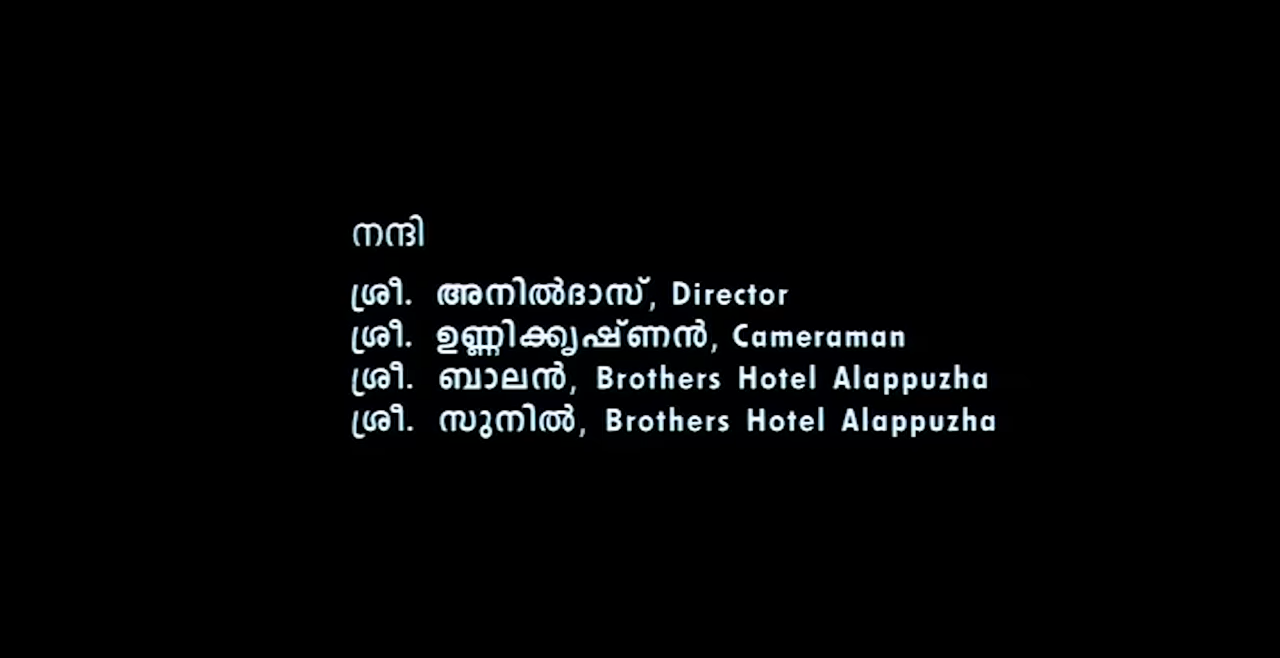 നന്ദി
ശ്രീ. അനിൽദാസ്, Director
ശ്രീ. ഉണ്ണിക്കൃഷ്ണൻ, Cameraman
ശ്രീ. ബാലൻ, Brothers Hotel Alappuzha
ശ്രീ. സുനിൽ, Brothers Hotel Alappuzha